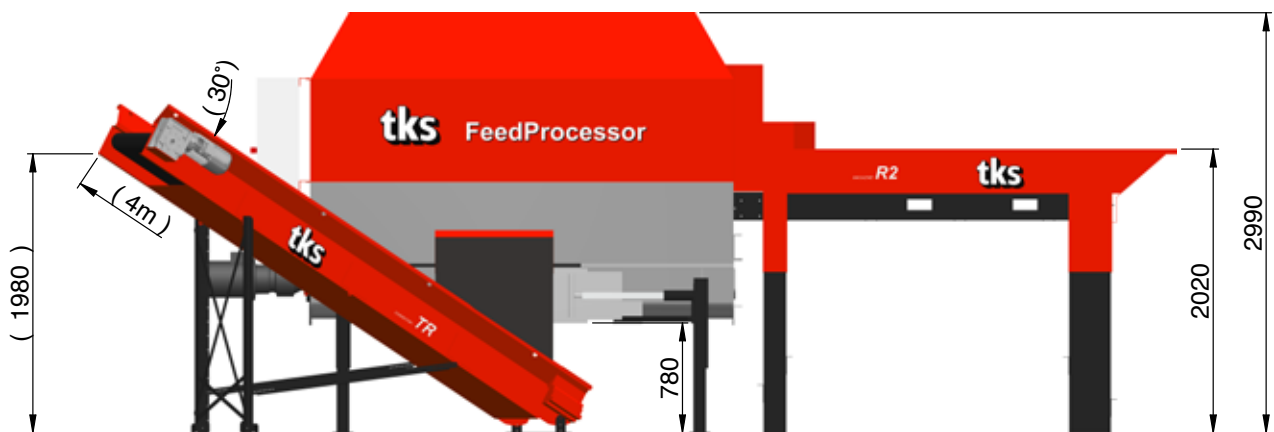 ( 30° )
tks FeedProcessor
R2 tks
( 4m )
tks
TR
( 1980 )
780
2020
2990